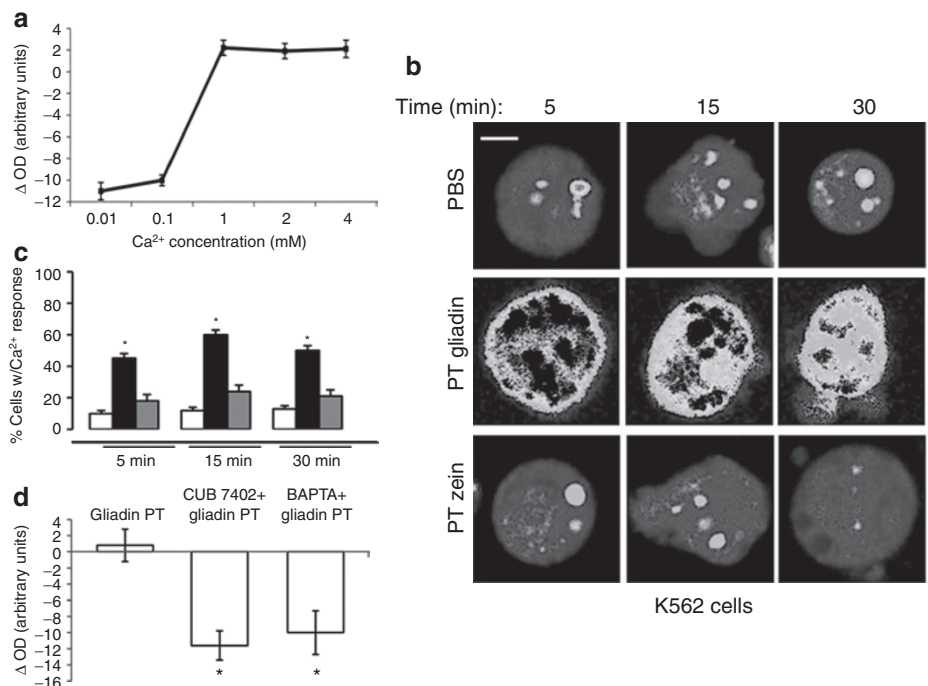 a
Δ OD (arbitrary units)
4
2
0
−2
−4
−6
−8
−10
−12
0.01 0.1 1 2 4
Ca²⁺ concentration (mM)
b
Time (min): 5 15 30
PBS
PT gliadin
PT zein
K562 cells
c
% Cells w/Ca²⁺ response
100
80
60
40
20
0
* * *
5 min 15 min 30 min
d
Δ OD (arbitrary units)
Gliadin PT
CUB 7402+
gliadin PT
BAPTA+
gliadin PT
4
2
0
−2
−4
−6
−8
−10
−12
−14
−16
* *